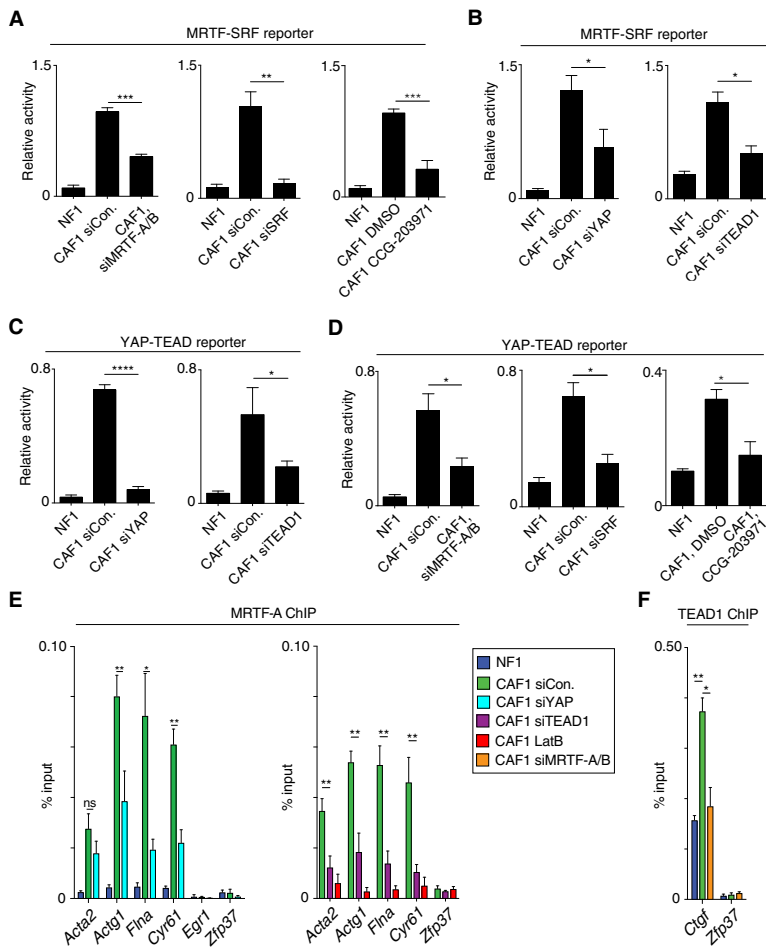 A
MRTF-SRF reporter
Relative activity
1.5
0
***
NF1
CAF1 siCon.
CAF1,
siMRTF-A/B
1.5
0
**
NF1
CAF1 siCon.
CAF1 siSRF
1.5
0
***
NF1
CAF1 DMSO
CAF1 CCG-203971
B
MRTF-SRF reporter
Relative activity
1.5
0
*
NF1
CAF1 siCon.
CAF1 siYAP
1.5
0
*
NF1
CAF1 siCon.
CAF1 siTEAD1
C
YAP-TEAD reporter
Relative activity
0.8
0
****
NF1
CAF1 siCon.
CAF1 siYAP
0.8
0
*
NF1
CAF1 siCon.
CAF1 siTEAD1
D
YAP-TEAD reporter
Relative activity
0.8
0
*
NF1
CAF1 siCon.
CAF1,
siMRTF-A/B
0.8
0
*
NF1
CAF1 siCon.
CAF1 siSRF
0.4
0
*
NF1
CAF1, DMSO
CAF1,
CCG-203971
E
MRTF-A ChIP
% input
0.10
0
ns
**
*
**
Acta2
Actg1
Flna
Cyr61
Egr1
Zfp37
% input
0.10
0
**
**
**
**
Acta2
Actg1
Flna
Cyr61
Zfp37
NF1
CAF1 siCon.
CAF1 siYAP
CAF1 siTEAD1
CAF1 LatB
CAF1 siMRTF-A/B
F
TEAD1 ChIP
% input
0.50
0
**
*
Ctgf
Zfp37